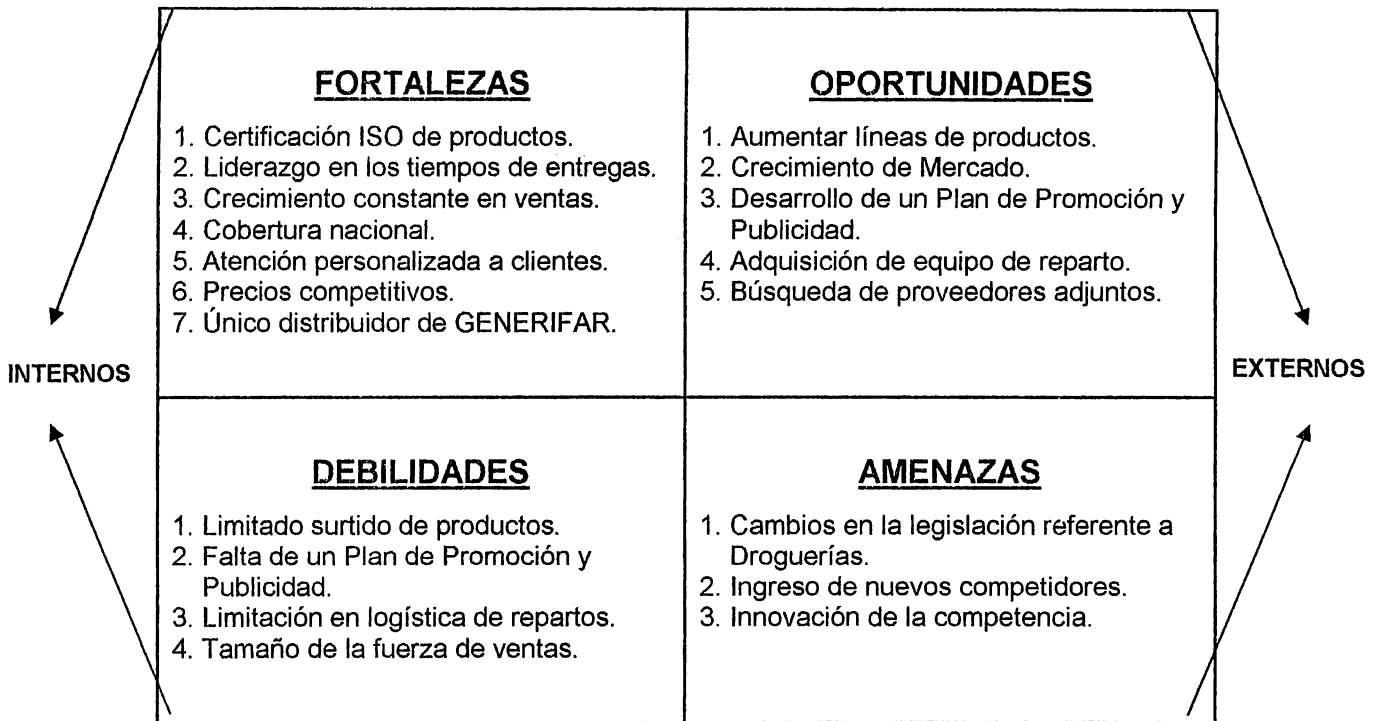 FORTALEZAS
1. Certificación ISO de productos.
2. Liderazgo en los tiempos de entregas.
3. Crecimiento constante en ventas.
4. Cobertura nacional.
5. Atención personalizada a clientes.
6. Precios competitivos.
7. Único distribuidor de GENERIFAR.
OPORTUNIDADES
1. Aumentar líneas de productos.
2. Crecimiento de Mercado.
3. Desarrollo de un Plan de Promoción y
Publicidad.
4. Adquisición de equipo de reparto.
5. Búsqueda de proveedores adjuntos.
INTERNOS
EXTERNOS
DEBILIDADES
1. Limitado surtido de productos.
2. Falta de un Plan de Promoción y
Publicidad.
3. Limitación en logística de repartos.
4. Tamaño de la fuerza de ventas.
AMENAZAS
1. Cambios en la legislación referente a
Droguerías.
2. Ingreso de nuevos competidores.
3. Innovación de la competencia.